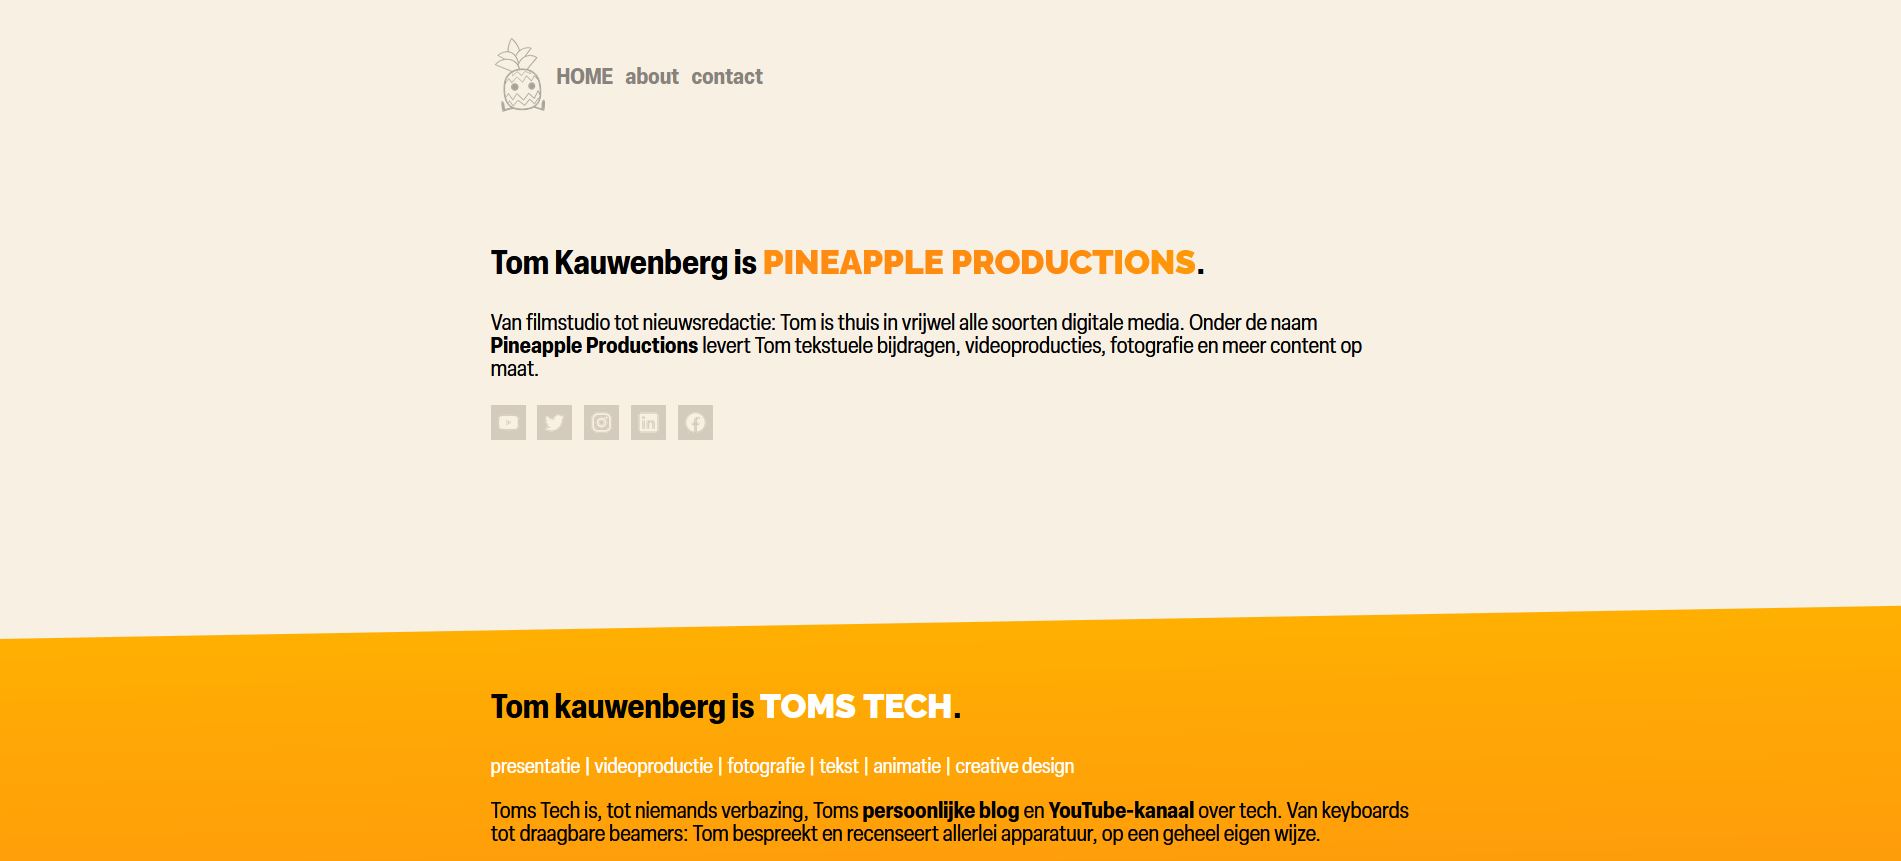 HOME about contact
Tom Kauwenberg is PINEAPPLE PRODUCTIONS.
Van filmstudio tot nieuwsredactie: Tom is thuis in vrijwel alle soorten digitale media. Onder de naam
Pineapple Productions levert Tom tekstuele bijdragen, videoproducties, fotografie en meer content op
maat.
Tom kauwenberg is TOMS TECH.
presentatie | videoproductie | fotografie | tekst | animatie | creative design
Toms Tech is, tot niemands verbazing, Toms persoonlijke blog en YouTube-kanaal over tech. Van keyboards
tot draagbare beamers: Tom bespreekt en recenseert allerlei apparatuur, op een geheel eigen wijze.